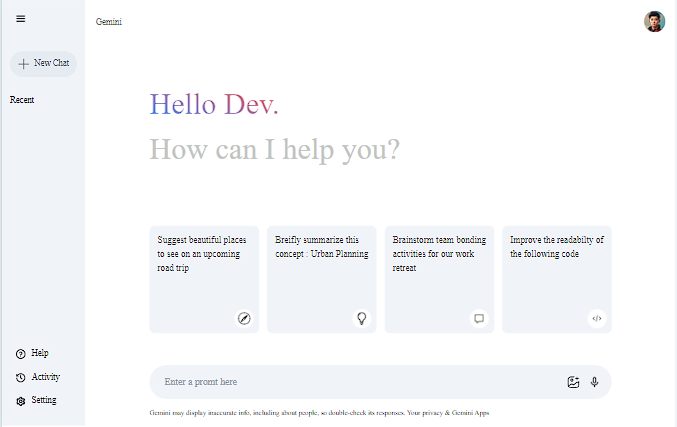 Gemini
New Chat
Recent
Hello Dev.
How can I help you?
Suggest beautiful places
to see on an upcoming
road trip
Breifly summarize this
concept : Urban Planning
Brainstorm team bonding
activities for our work
retreat
Improve the readabilty of
the following code
</>
Help
Activity
Setting
Enter a promt here
Gemini may display inaccurate info, including about people, so double-check its responses. Your privacy & Gemini Apps